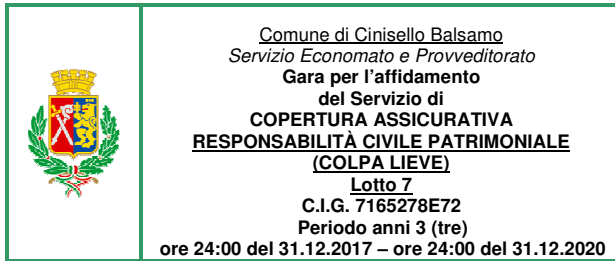 Comune di Cinisello Balsamo
Servizio Economato e Provveditorato
Gara per l'affidamento
del Servizio di
COPERTURA ASSICURATIVA
RESPONSABILITÀ CIVILE PATRIMONIALE
(COLPA LIEVE)
Lotto 7
C.I.G. 7165278E72
Periodo anni 3 (tre)
ore 24:00 del 31.12.2017 – ore 24:00 del 31.12.2020